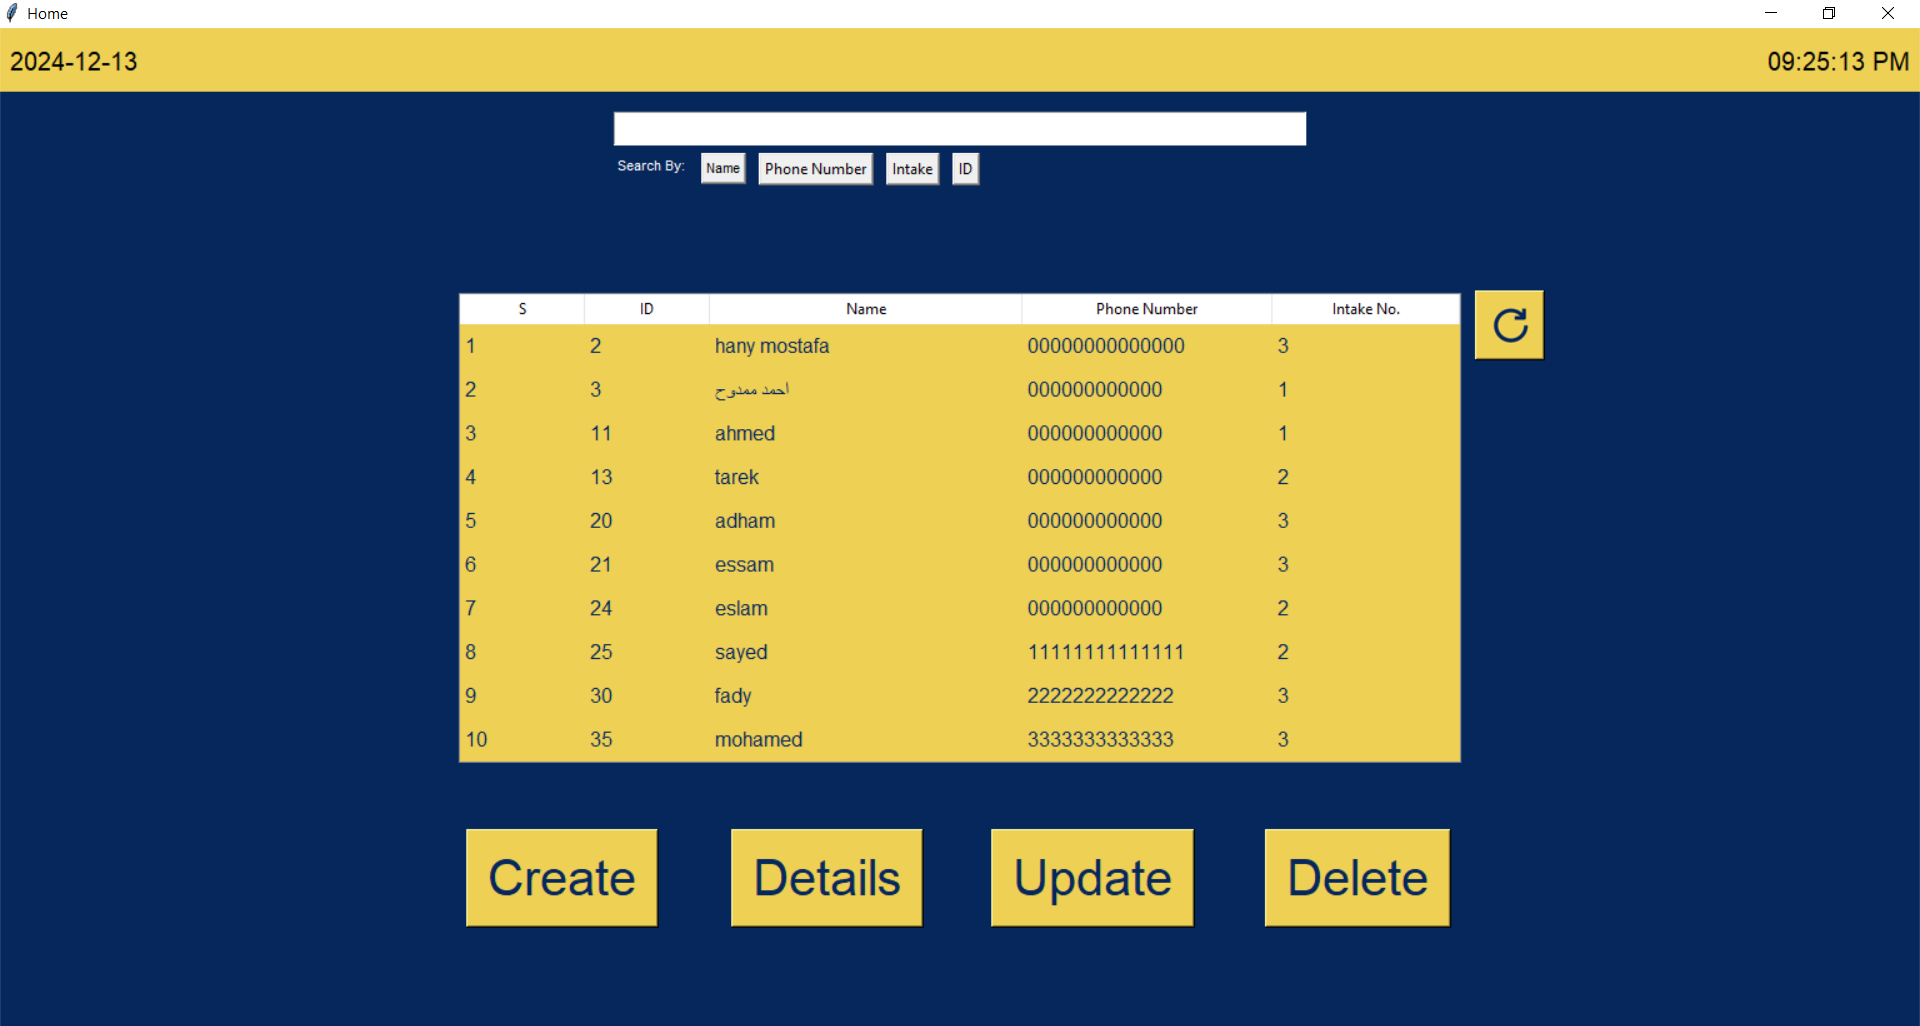 Home
2024-12-13 09:25:13 PM
Search By: Name Phone Number Intake ID
S ID Name Phone Number Intake No.
1 2 hany mostafa 00000000000000 3
2 3 احمد ممدوح 000000000000 1
3 11 ahmed 000000000000 1
4 13 tarek 000000000000 2
5 20 adham 000000000000 3
6 21 essam 000000000000 3
7 24 eslam 000000000000 2
8 25 sayed 11111111111111 2
9 30 fady 2222222222222 3
10 35 mohamed 3333333333333 3
Create Details Update Delete